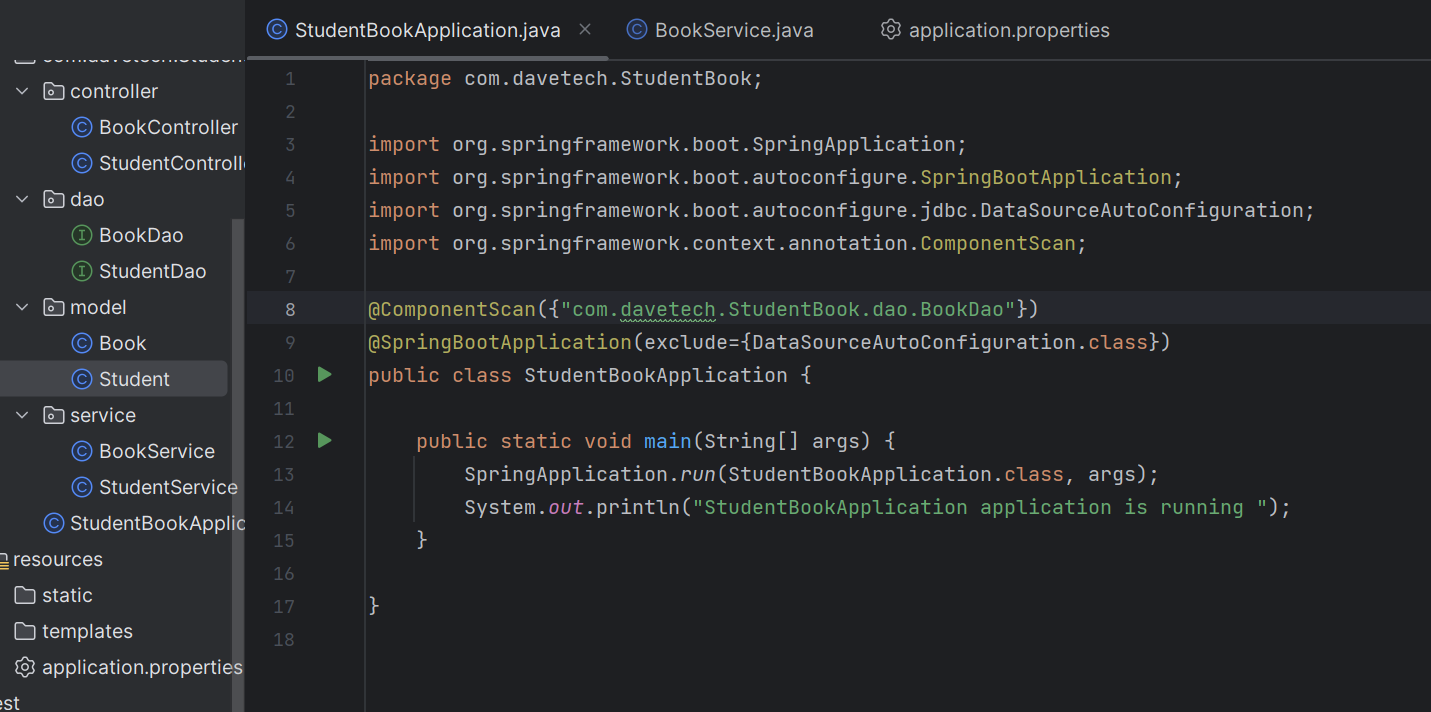 StudentBookApplication.java
BookService.java
application.properties
controller
BookController
StudentControlle
dao
BookDao
StudentDao
model
Book
Student
service
BookService
StudentService
StudentBookApplic
resources
static
templates
application.properties
est
1 package com.davetech.StudentBook;
2
3 import org.springframework.boot.SpringApplication;
4 import org.springframework.boot.autoconfigure.SpringBootApplication;
5 import org.springframework.boot.autoconfigure.jdbc.DataSourceAutoConfiguration;
6 import org.springframework.context.annotation.ComponentScan;
7
8 @ComponentScan({"com.davetech.StudentBook.dao.BookDao"})
9 @SpringBootApplication(exclude={DataSourceAutoConfiguration.class})
10 public class StudentBookApplication {
11
12 public static void main(String[] args) {
13 SpringApplication.run(StudentBookApplication.class, args);
14 System.out.println("StudentBookApplication application is running ");
15 }
16
17 }
18